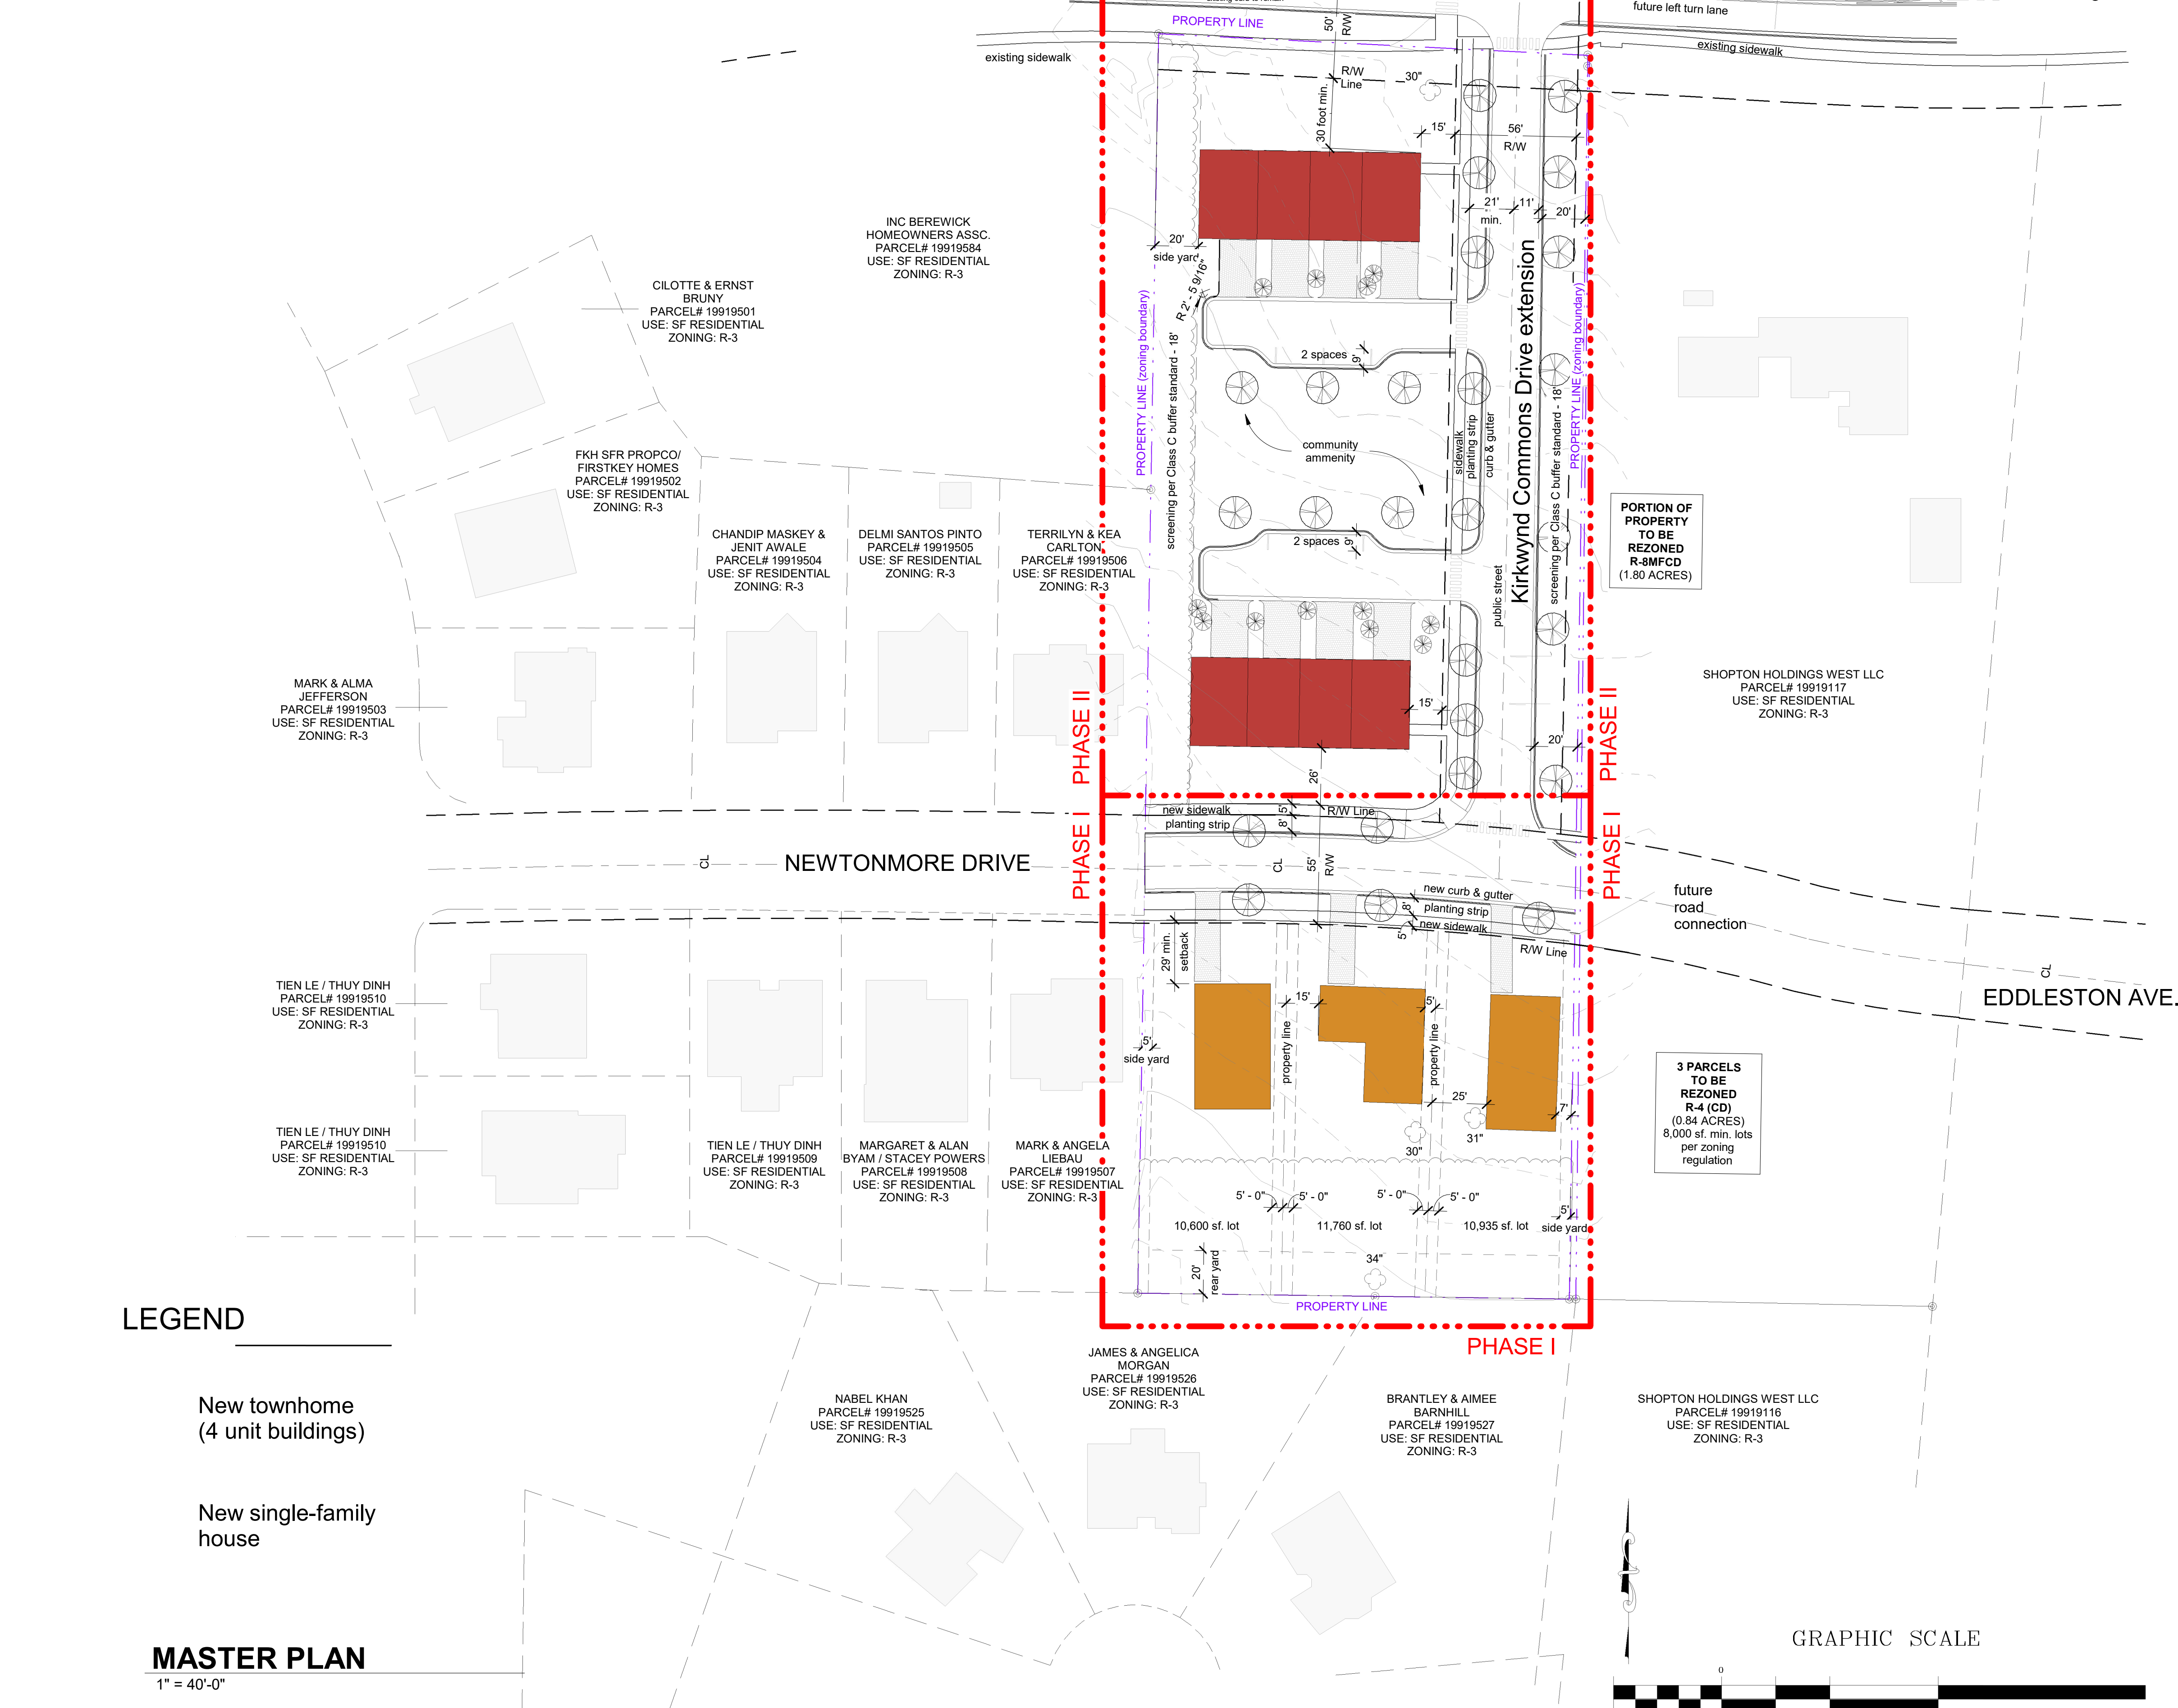 PROPERTY LINE
50'
R/W
future left turn lane
existing sidewalk
existing sidewalk
R/W
Line
30"
30 foot min.
15'
56'
R/W
21'
min.
11'
20'
INC BEREWICK
HOMEOWNERS ASSC.
PARCEL# 19919584
USE: SF RESIDENTIAL
ZONING: R-3
20'
side yard
R 2' - 5 9/16"
CILOTTE & ERNST
BRUNY
PARCEL# 19919501
USE: SF RESIDENTIAL
ZONING: R-3
PROPERTY LINE (zoning boundary)
screening per Class C buffer standard - 18'
2 spaces
9'
community
ammenity
2 spaces
9'
sidewalk
planting strip
curb & gutter
Kirkwynd Commons Drive extension
public street
screening per Class C buffer standard - 18'
PROPERTY LINE (zoning boundary)
FKH SFR PROPCO/
FIRSTKEY HOMES
PARCEL# 19919502
USE: SF RESIDENTIAL
ZONING: R-3
CHANDIP MASKEY &
JENIT AWALE
PARCEL# 19919504
USE: SF RESIDENTIAL
ZONING: R-3
DELMI SANTOS PINTO
PARCEL# 19919505
USE: SF RESIDENTIAL
ZONING: R-3
TERRILYN & KEA
CARLTON
PARCEL# 19919506
USE: SF RESIDENTIAL
ZONING: R-3
PORTION OF
PROPERTY
TO BE
REZONED
R-8MFCD
(1.80 ACRES)
MARK & ALMA
JEFFERSON
PARCEL# 19919503
USE: SF RESIDENTIAL
ZONING: R-3
SHOPTON HOLDINGS WEST LLC
PARCEL# 19919117
USE: SF RESIDENTIAL
ZONING: R-3
15'
20'
26'
PHASE II
PHASE II
PHASE I
PHASE I
new sidewalk
planting strip
5'
8'
R/W Line
CL
NEWTONMORE DRIVE
CL
55'
R/W
new curb & gutter
planting strip
new sidewalk
8'
5'
R/W Line
future
road
connection
CL
EDDLESTON AVE.
29' min.
setback
15'
5'
property line
property line
5'
side yard
25'
7'
31"
30"
TIEN LE / THUY DINH
PARCEL# 19919510
USE: SF RESIDENTIAL
ZONING: R-3
3 PARCELS
TO BE
REZONED
R-4 (CD)
(0.84 ACRES)
8,000 sf. min. lots
per zoning
regulation
TIEN LE / THUY DINH
PARCEL# 19919510
USE: SF RESIDENTIAL
ZONING: R-3
TIEN LE / THUY DINH
PARCEL# 19919509
USE: SF RESIDENTIAL
ZONING: R-3
MARGARET & ALAN
BYAM / STACEY POWERS
PARCEL# 19919508
USE: SF RESIDENTIAL
ZONING: R-3
MARK & ANGELA
LIEBAU
PARCEL# 19919507
USE: SF RESIDENTIAL
ZONING: R-3
5' - 0"
5' - 0"
5' - 0"
5' - 0"
10,600 sf. lot
11,760 sf. lot
10,935 sf. lot
5'
side yard
20'
rear yard
34"
PROPERTY LINE
PHASE I
LEGEND
New townhome
(4 unit buildings)
New single-family
house
JAMES & ANGELICA
MORGAN
PARCEL# 19919526
USE: SF RESIDENTIAL
ZONING: R-3
NABEL KHAN
PARCEL# 19919525
USE: SF RESIDENTIAL
ZONING: R-3
BRANTLEY & AIMEE
BARNHILL
PARCEL# 19919527
USE: SF RESIDENTIAL
ZONING: R-3
SHOPTON HOLDINGS WEST LLC
PARCEL# 19919116
USE: SF RESIDENTIAL
ZONING: R-3
MASTER PLAN
1" = 40'-0"
GRAPHIC SCALE
0